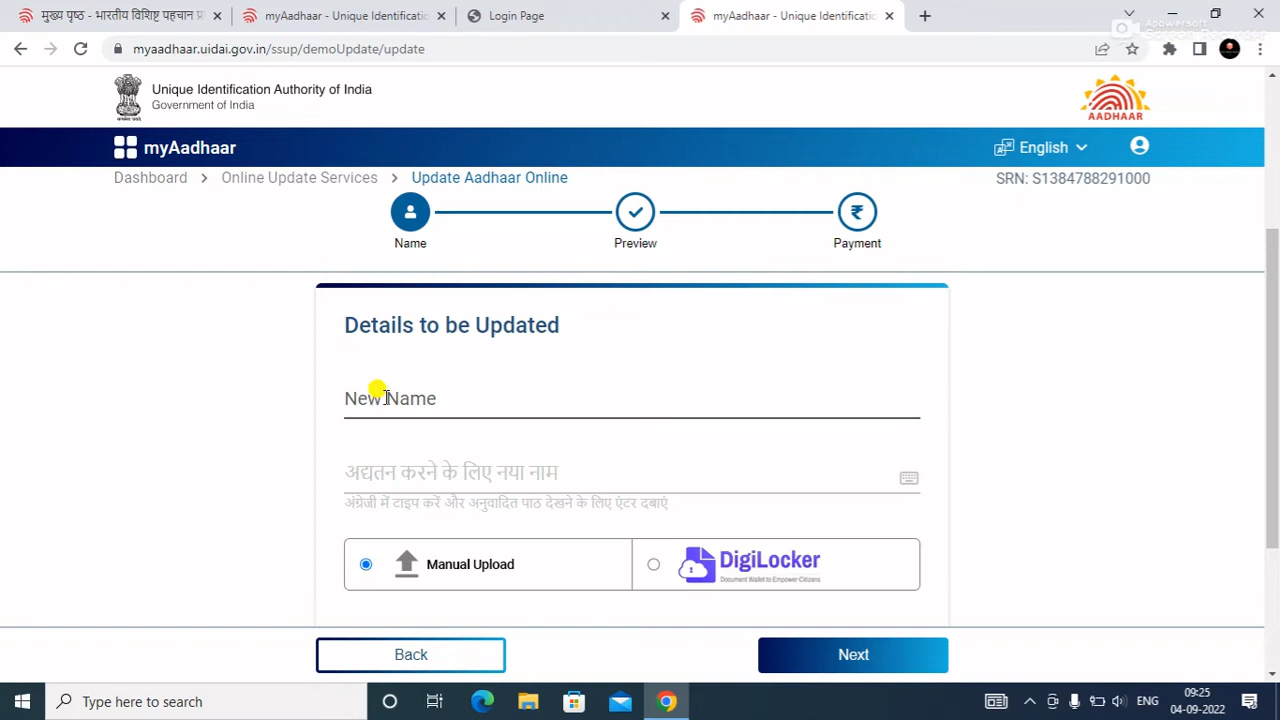 मुख्य पृष्ठ - भारतीय विशिष्ट पहचान प्र
myAadhaar - Unique Identificatio
Login Page
myAadhaar - Unique Identificatio
Apowersoft
Screen Recorder
myaadhaar.uidai.gov.in/ssup/demoUpdate/update
Unique Identification Authority of India
Government of India
AADHAAR
myAadhaar
English
Dashboard > Online Update Services > Update Aadhaar Online
SRN: S1384788291000
Name
Preview
₹
Payment
Details to be Updated
New Name
अद्यतन करने के लिए नया नाम
अंग्रेजी में टाइप करें और अनुवादित पाठ देखने के लिए एंटर दबाएं
Manual Upload
DigiLocker
Document Wallet to Empower Citizens
Back
Next
Type here to search
ENG
09:25
04-09-2022